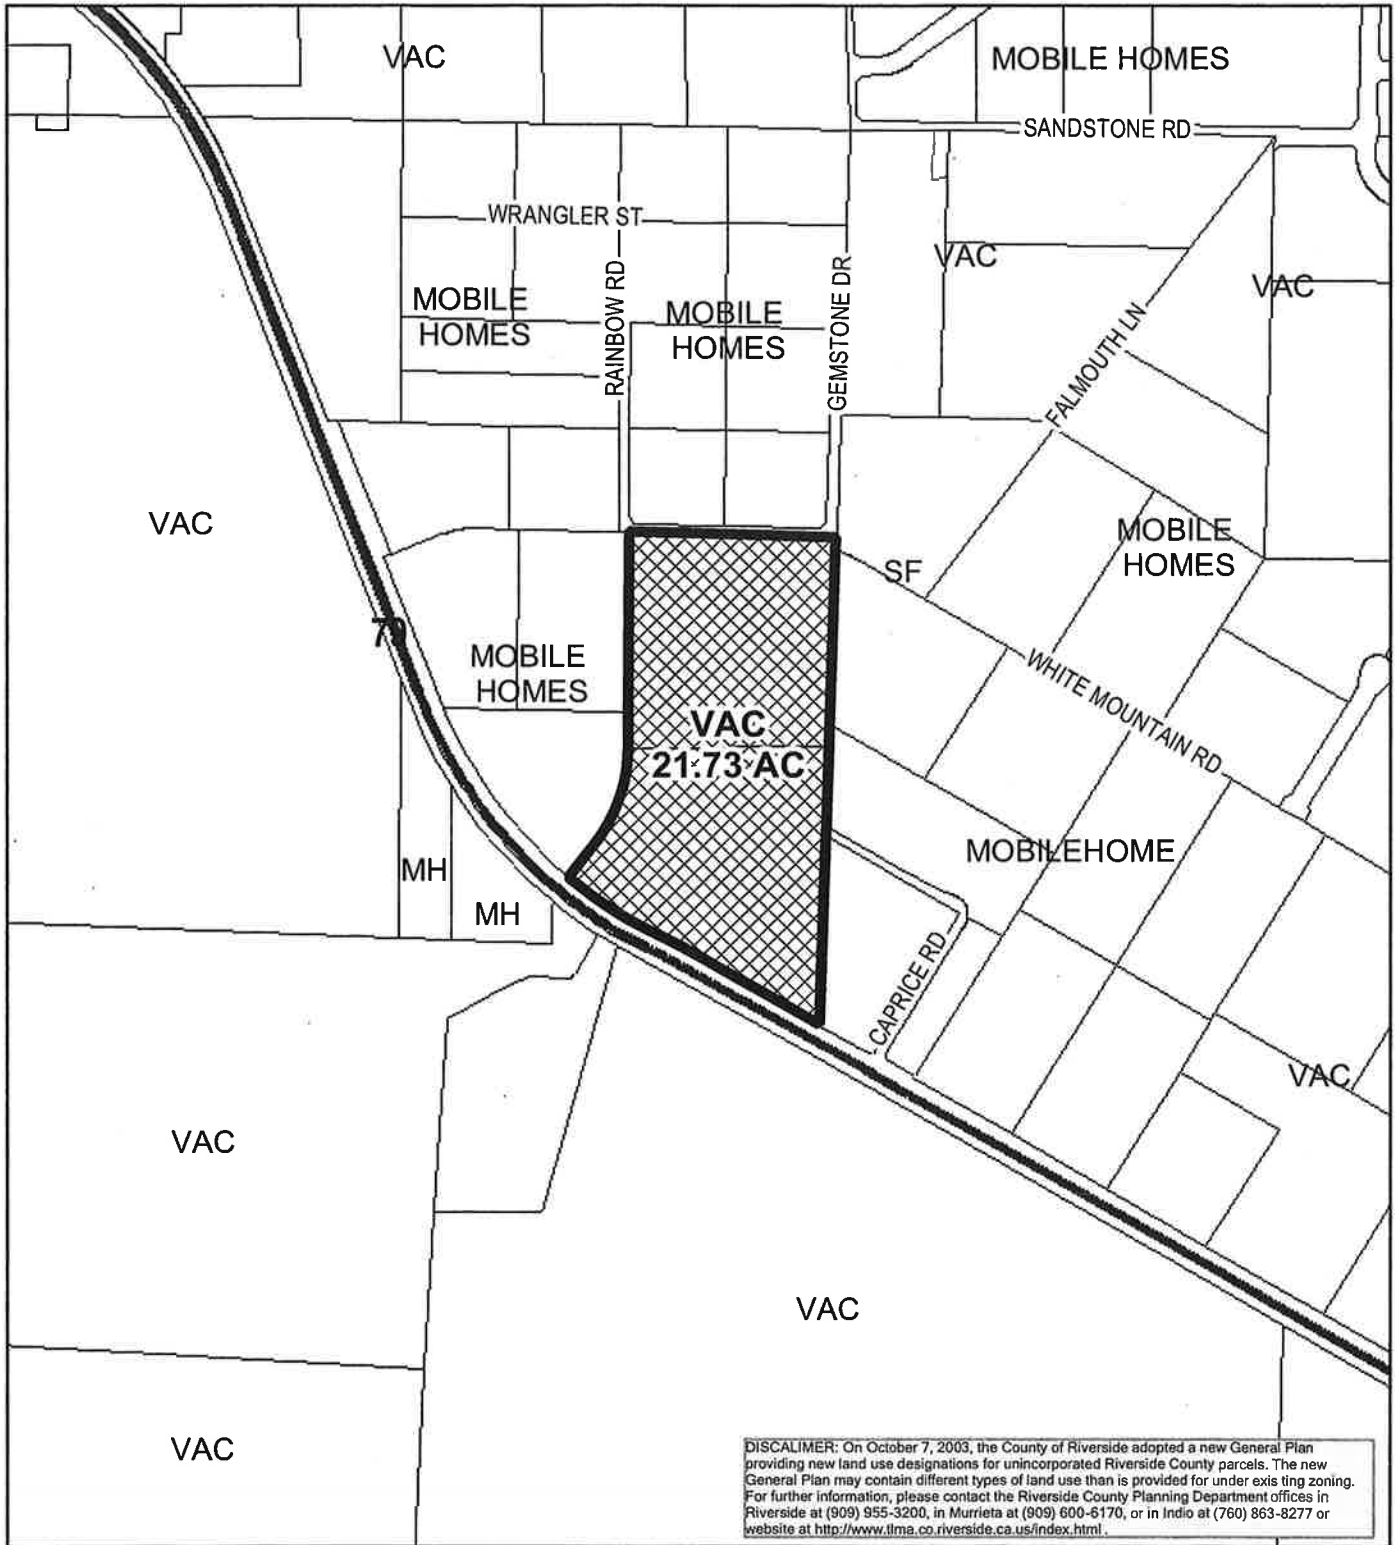 VAC
MOBILE HOMES
SANDSTONE RD
WRANGLER ST
RAINBOW RD
GEMSTONE DR
VAC
VAC
MOBILE
HOMES
MOBILE
HOMES
FALMOUTH LN
VAC
MOBILE
HOMES
SF
79
MOBILE
HOMES
WHITE MOUNTAIN RD
VAC
21.73 AC
MOBILEHOME
MH
MH
CAPRICE RD
VAC
VAC
VAC
VAC
DISCALIMER: On October 7, 2003, the County of Riverside adopted a new General Plan
providing new land use designations for unincorporated Riverside County parcels. The new
General Plan may contain different types of land use than is provided for under exis ting zoning.
For further information, please contact the Riverside County Planning Department offices in
Riverside at (909) 955-3200, in Murrieta at (909) 600-6170, or in Indio at (760) 863-8277 or
website at http://www.tlma.co.riverside.ca.us/index.html .